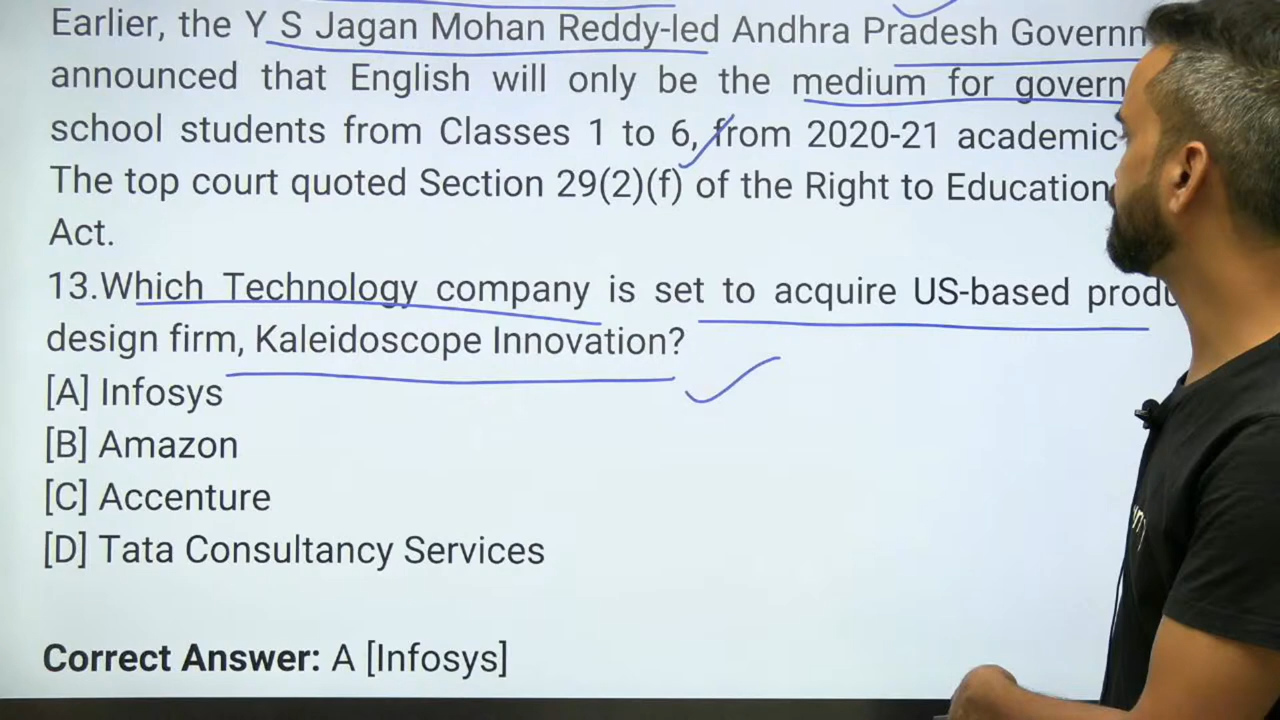 Earlier, the Y S Jagan Mohan Reddy-led Andhra Pradesh
announced that English will only be the medium for
school students from Classes 1 to 6, from 2020-21 academic
The top court quoted Section 29(2)(f) of the Right to Education
Act.
13.Which Technology company is set to acquire US-based
design firm, Kaleidoscope Innovation?
[A] Infosys
[B] Amazon
[C] Accenture
[D] Tata Consultancy Services
Correct Answer: A [Infosys]